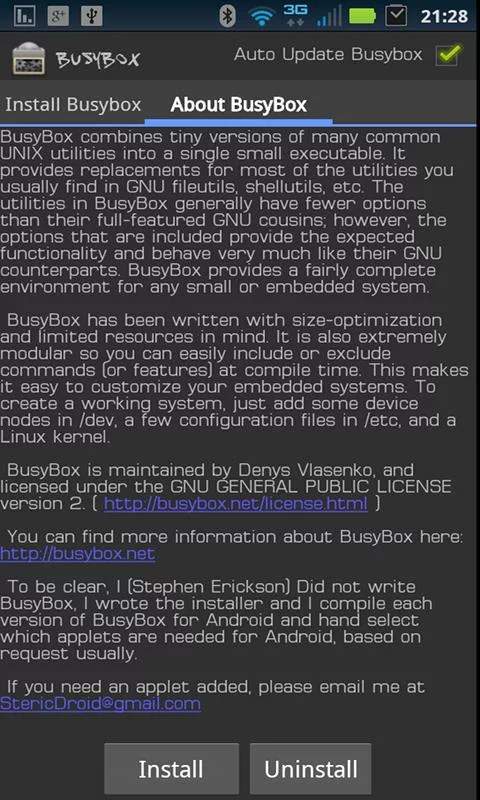 3G
21:28
BUSYBOX
Auto Update Busybox
Install Busybox
About BusyBox
BusyBox combines tiny versions of many common
UNIX utilities into a single small executable. It
provides replacements for most of the utilities you
usually find in GNU fileutils, shellutils, etc. The
utilities in BusyBox generally have fewer options
than their full-featured GNU cousins; however, the
options that are included provide the expected
functionality and behave very much like their GNU
counterparts. BusyBox provides a fairly complete
environment for any small or embedded system.
BusyBox has been written with size-optimization
and limited resources in mind. It is also extremely
modular so you can easily include or exclude
commands (or features) at compile time. This makes
it easy to customize your embedded systems. To
create a working system, just add some device
nodes in /dev, a few configuration files in /etc, and a
Linux kernel.
BusyBox is maintained by Denys Vlasenko, and
licensed under the GNU GENERAL PUBLIC LICENSE
version 2. ( http://busybox.net/license.html )
You can find more information about BusyBox here:
http://busybox.net
To be clear, I (Stephen Erickson) Did not write
BusyBox, I wrote the installer and I compile each
version of BusyBox for Android and hand select
which applets are needed for Android, based on
request usually.
If you need an applet added, please email me at
StericDroid@gmail.com
Install
Uninstall